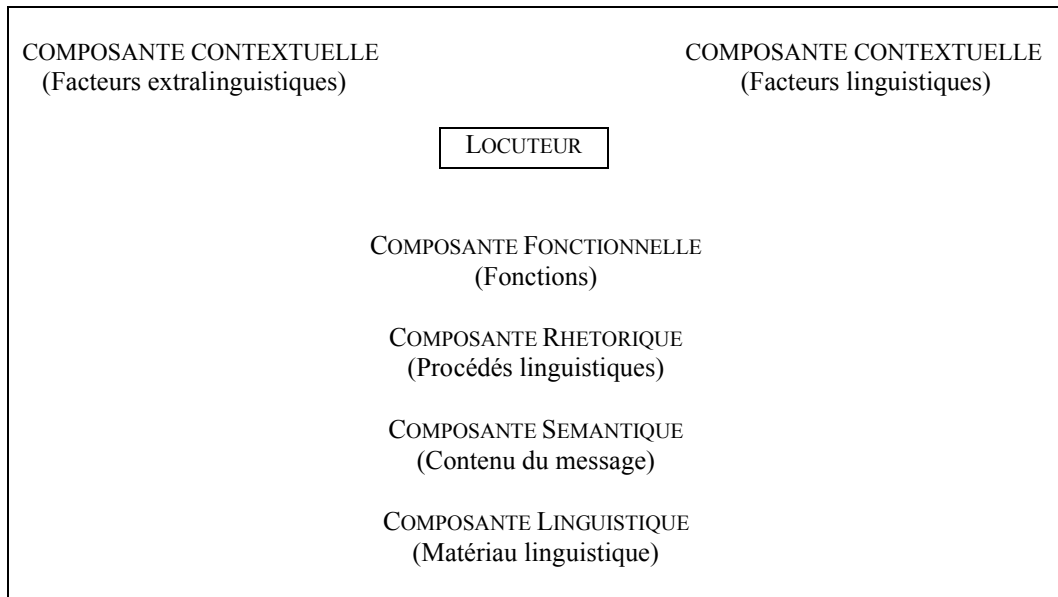 COMPOSANTE CONTEXTUELLE
(Facteurs extralinguistiques)
COMPOSANTE CONTEXTUELLE
(Facteurs linguistiques)
LOCUTEUR
COMPOSANTE FONCTIONNELLE
(Fonctions)
COMPOSANTE RHETORIQUE
(Procédés linguistiques)
COMPOSANTE SEMANTIQUE
(Contenu du message)
COMPOSANTE LINGUISTIQUE
(Matériau linguistique)